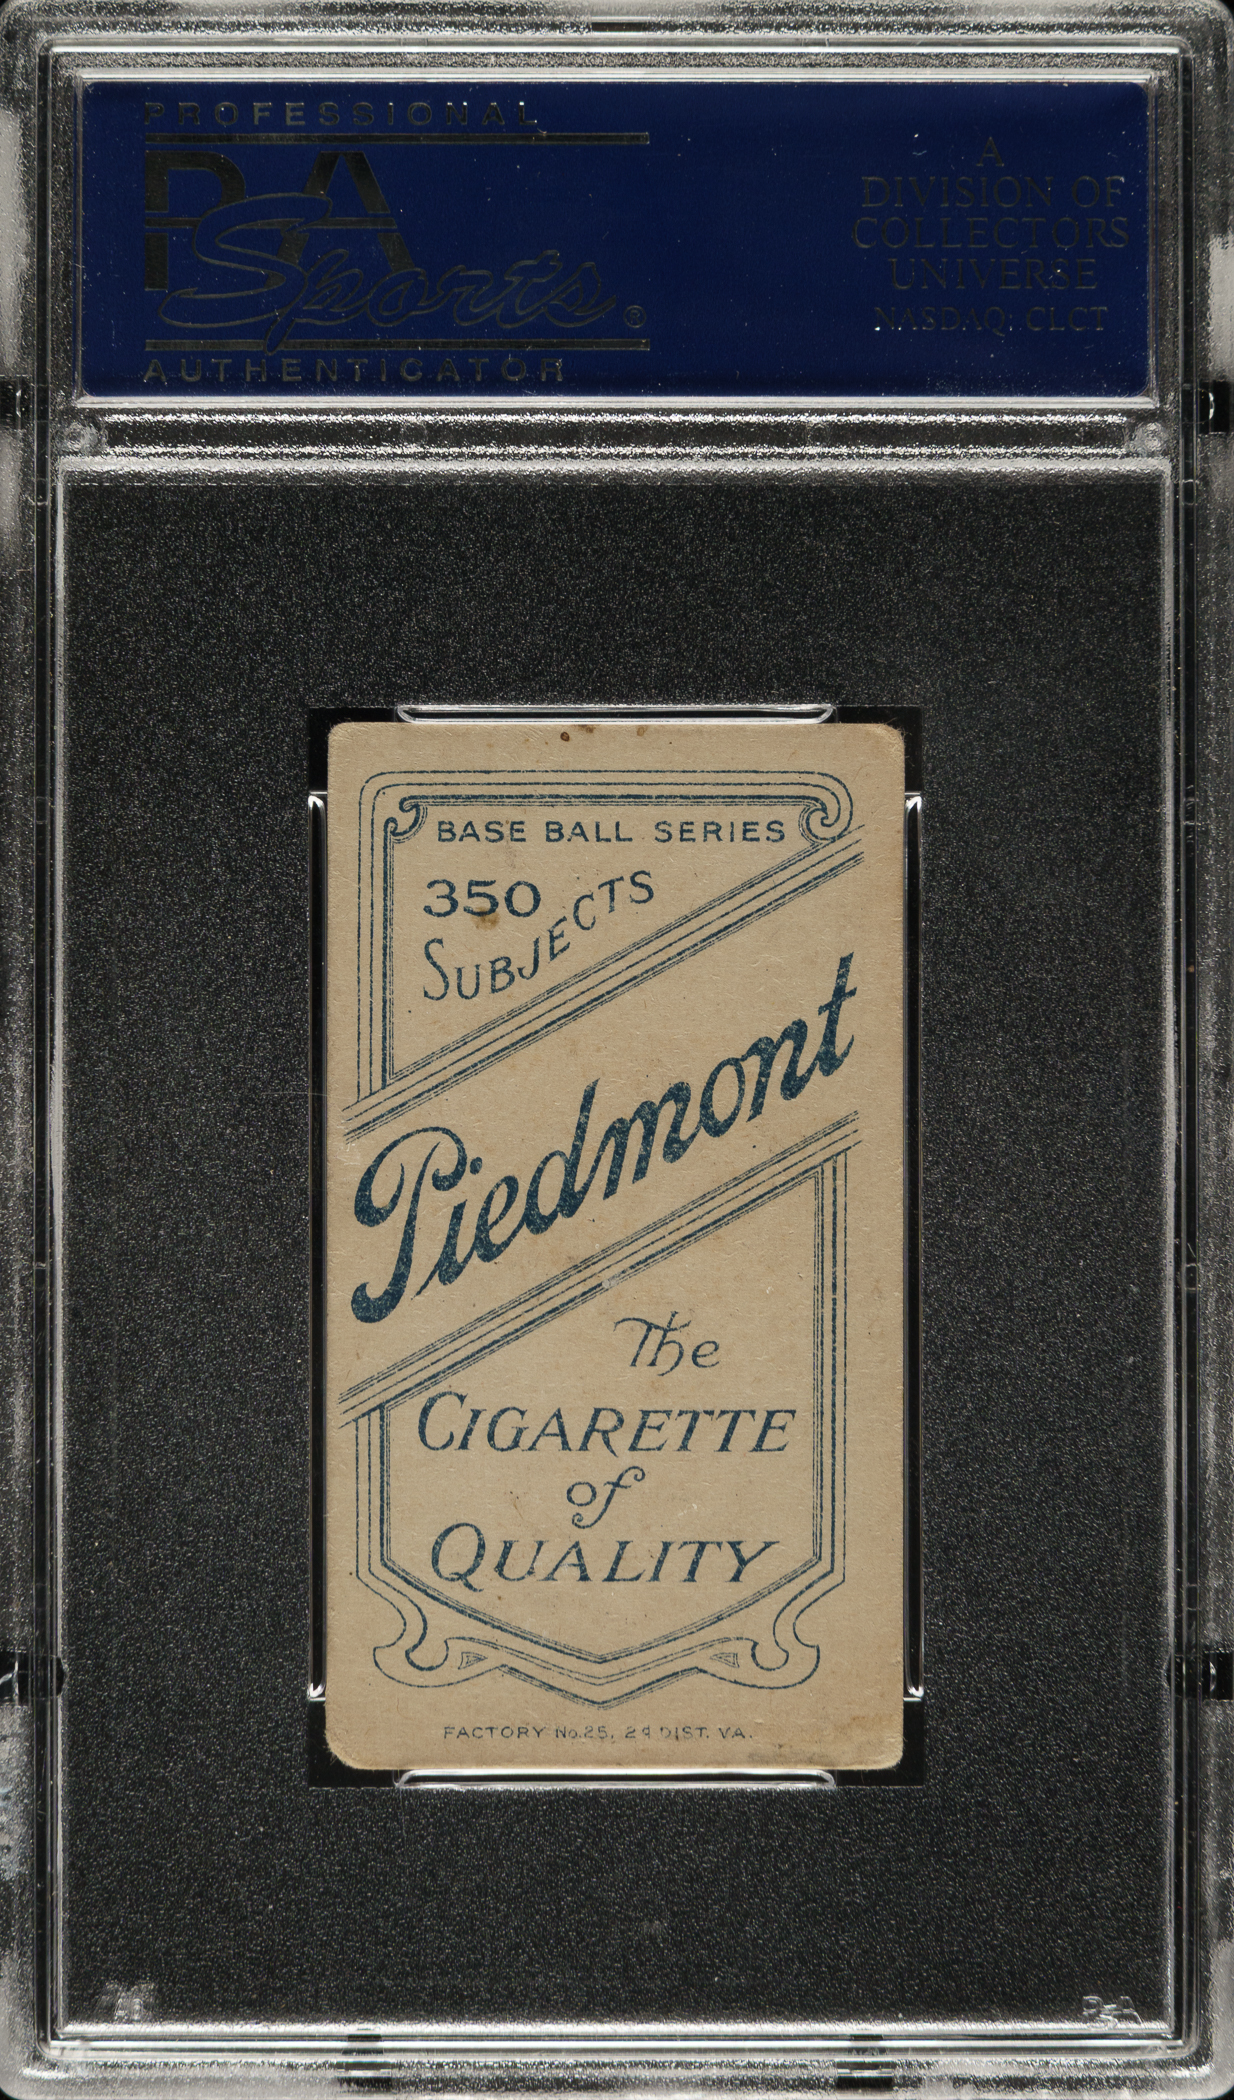 PROFESSIONAL
PSA
Sports®
AUTHENTICATOR
A
DIVISION OF
COLLECTORS
UNIVERSE
NASDAQ: CLCT
BASE BALL SERIES
350
SUBJECTS
Piedmont
The
CIGARETTE
of
QUALITY
FACTORY No. 25, 2d DIST. VA.
PSA